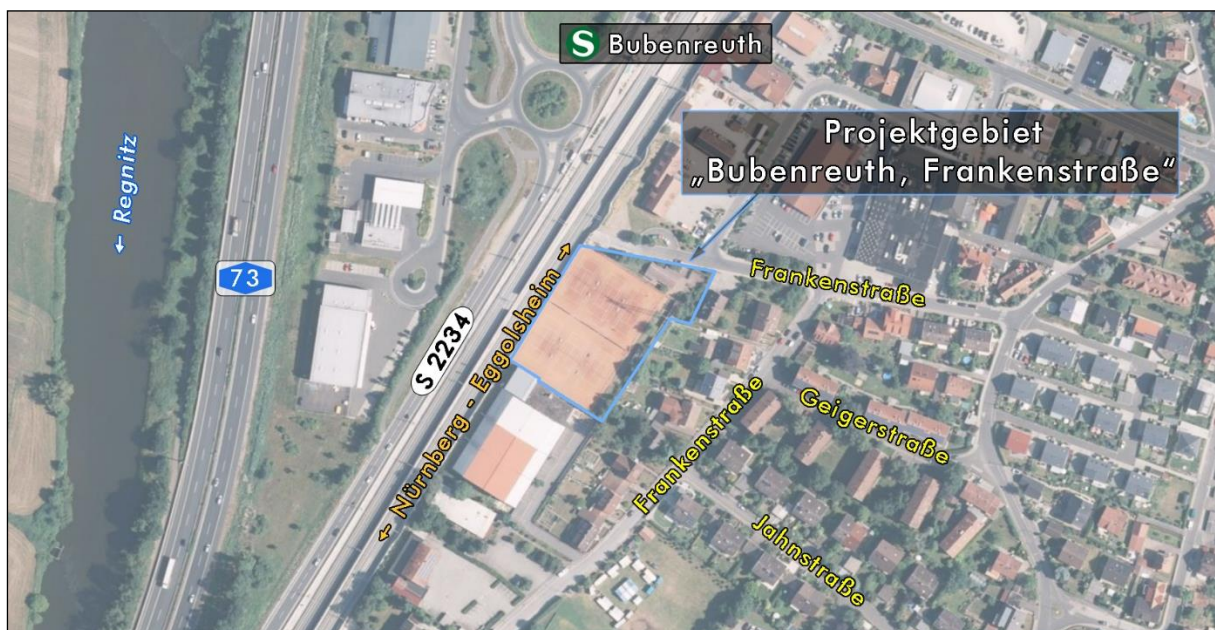 S Bubenreuth
Projektgebiet
„Bubenreuth, Frankenstraße“
← Regnitz
73
S 2234
← Nürnberg - Eggolsheim →
Frankenstraße
Frankenstraße
Geigerstraße
Jahnstraße